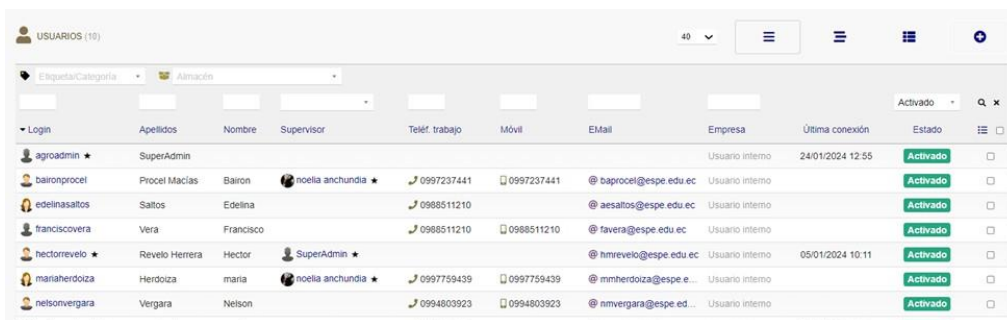 USUARIOS (10) 40
Etiqueta/Categoría Almacén
Activado
Login Apellidos Nombre Supervisor Teléf. trabajo Móvil EMail Empresa Última conexión Estado
agroadmin ★ SuperAdmin Usuario interno 24/01/2024 12:55 Activado
baironprocel Procel Macías Bairon noelia anchundia ★ 0997237441 0997237441 @ baprocel@espe.edu.ec Usuario interno Activado
edelinasaltos Saltos Edelina 0988511210 @ aesaltos@espe.edu.ec Usuario interno Activado
franciscovera Vera Francisco 0988511210 0988511210 @ favera@espe.edu.ec Usuario interno Activado
hectorrevelo ★ Revelo Herrera Hector SuperAdmin ★ @ hmrevelo@espe.edu.ec Usuario interno 05/01/2024 10:11 Activado
mariaherdoiza Herdoiza maria noelia anchundia ★ 0997759439 0997759439 @ mmherdoiza@espe.e... Usuario interno Activado
nelsonvergara Vergara Nelson 0994803923 0994803923 @ nmvergara@espe.ed... Usuario interno Activado